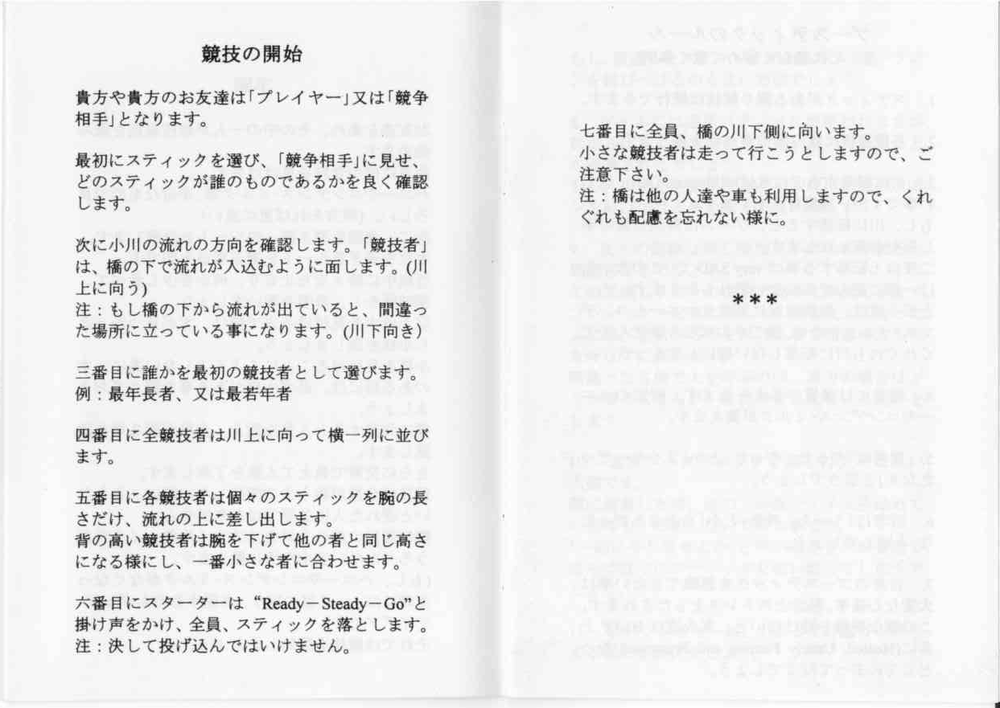 競技の開始
貴方や貴方のお友達は｢プレイヤー｣又は｢競争
相手｣となります。
最初にスティックを選び、｢競争相手｣に見せ、
どのスティックが誰のものであるかを良く確認
します。
次に小川の流れの方向を確認します。｢競技者｣
は、橋の下で流れが入込むように面します。(川
上に向う)
注：もし橋の下から流れが出ていると、間違っ
た場所に立っている事になります。(川下向き）
三番目に誰かを最初の競技者として選びます。
例：最年長者、又は最若年者
四番目に全競技者は川上に向って横一列に並び
ます。
五番目に各競技者は個々のスティックを腕の長
さだけ、流れの上に差し出します。
背の高い競技者は腕を下げて他の者と同じ高さ
になる様にし、一番小さな者に合わせます。
六番目にスターターは “Ready－Steady－Go”と
掛け声をかけ、全員、スティックを落とします。
注：決して投げ込んではいけません。
七番目に全員、橋の川下側に向います。
小さな競技者は走って行こうとしますので、ご
注意下さい。
注：橋は他の人達や車も利用しますので、くれ
ぐれも配慮を忘れない様に。
***